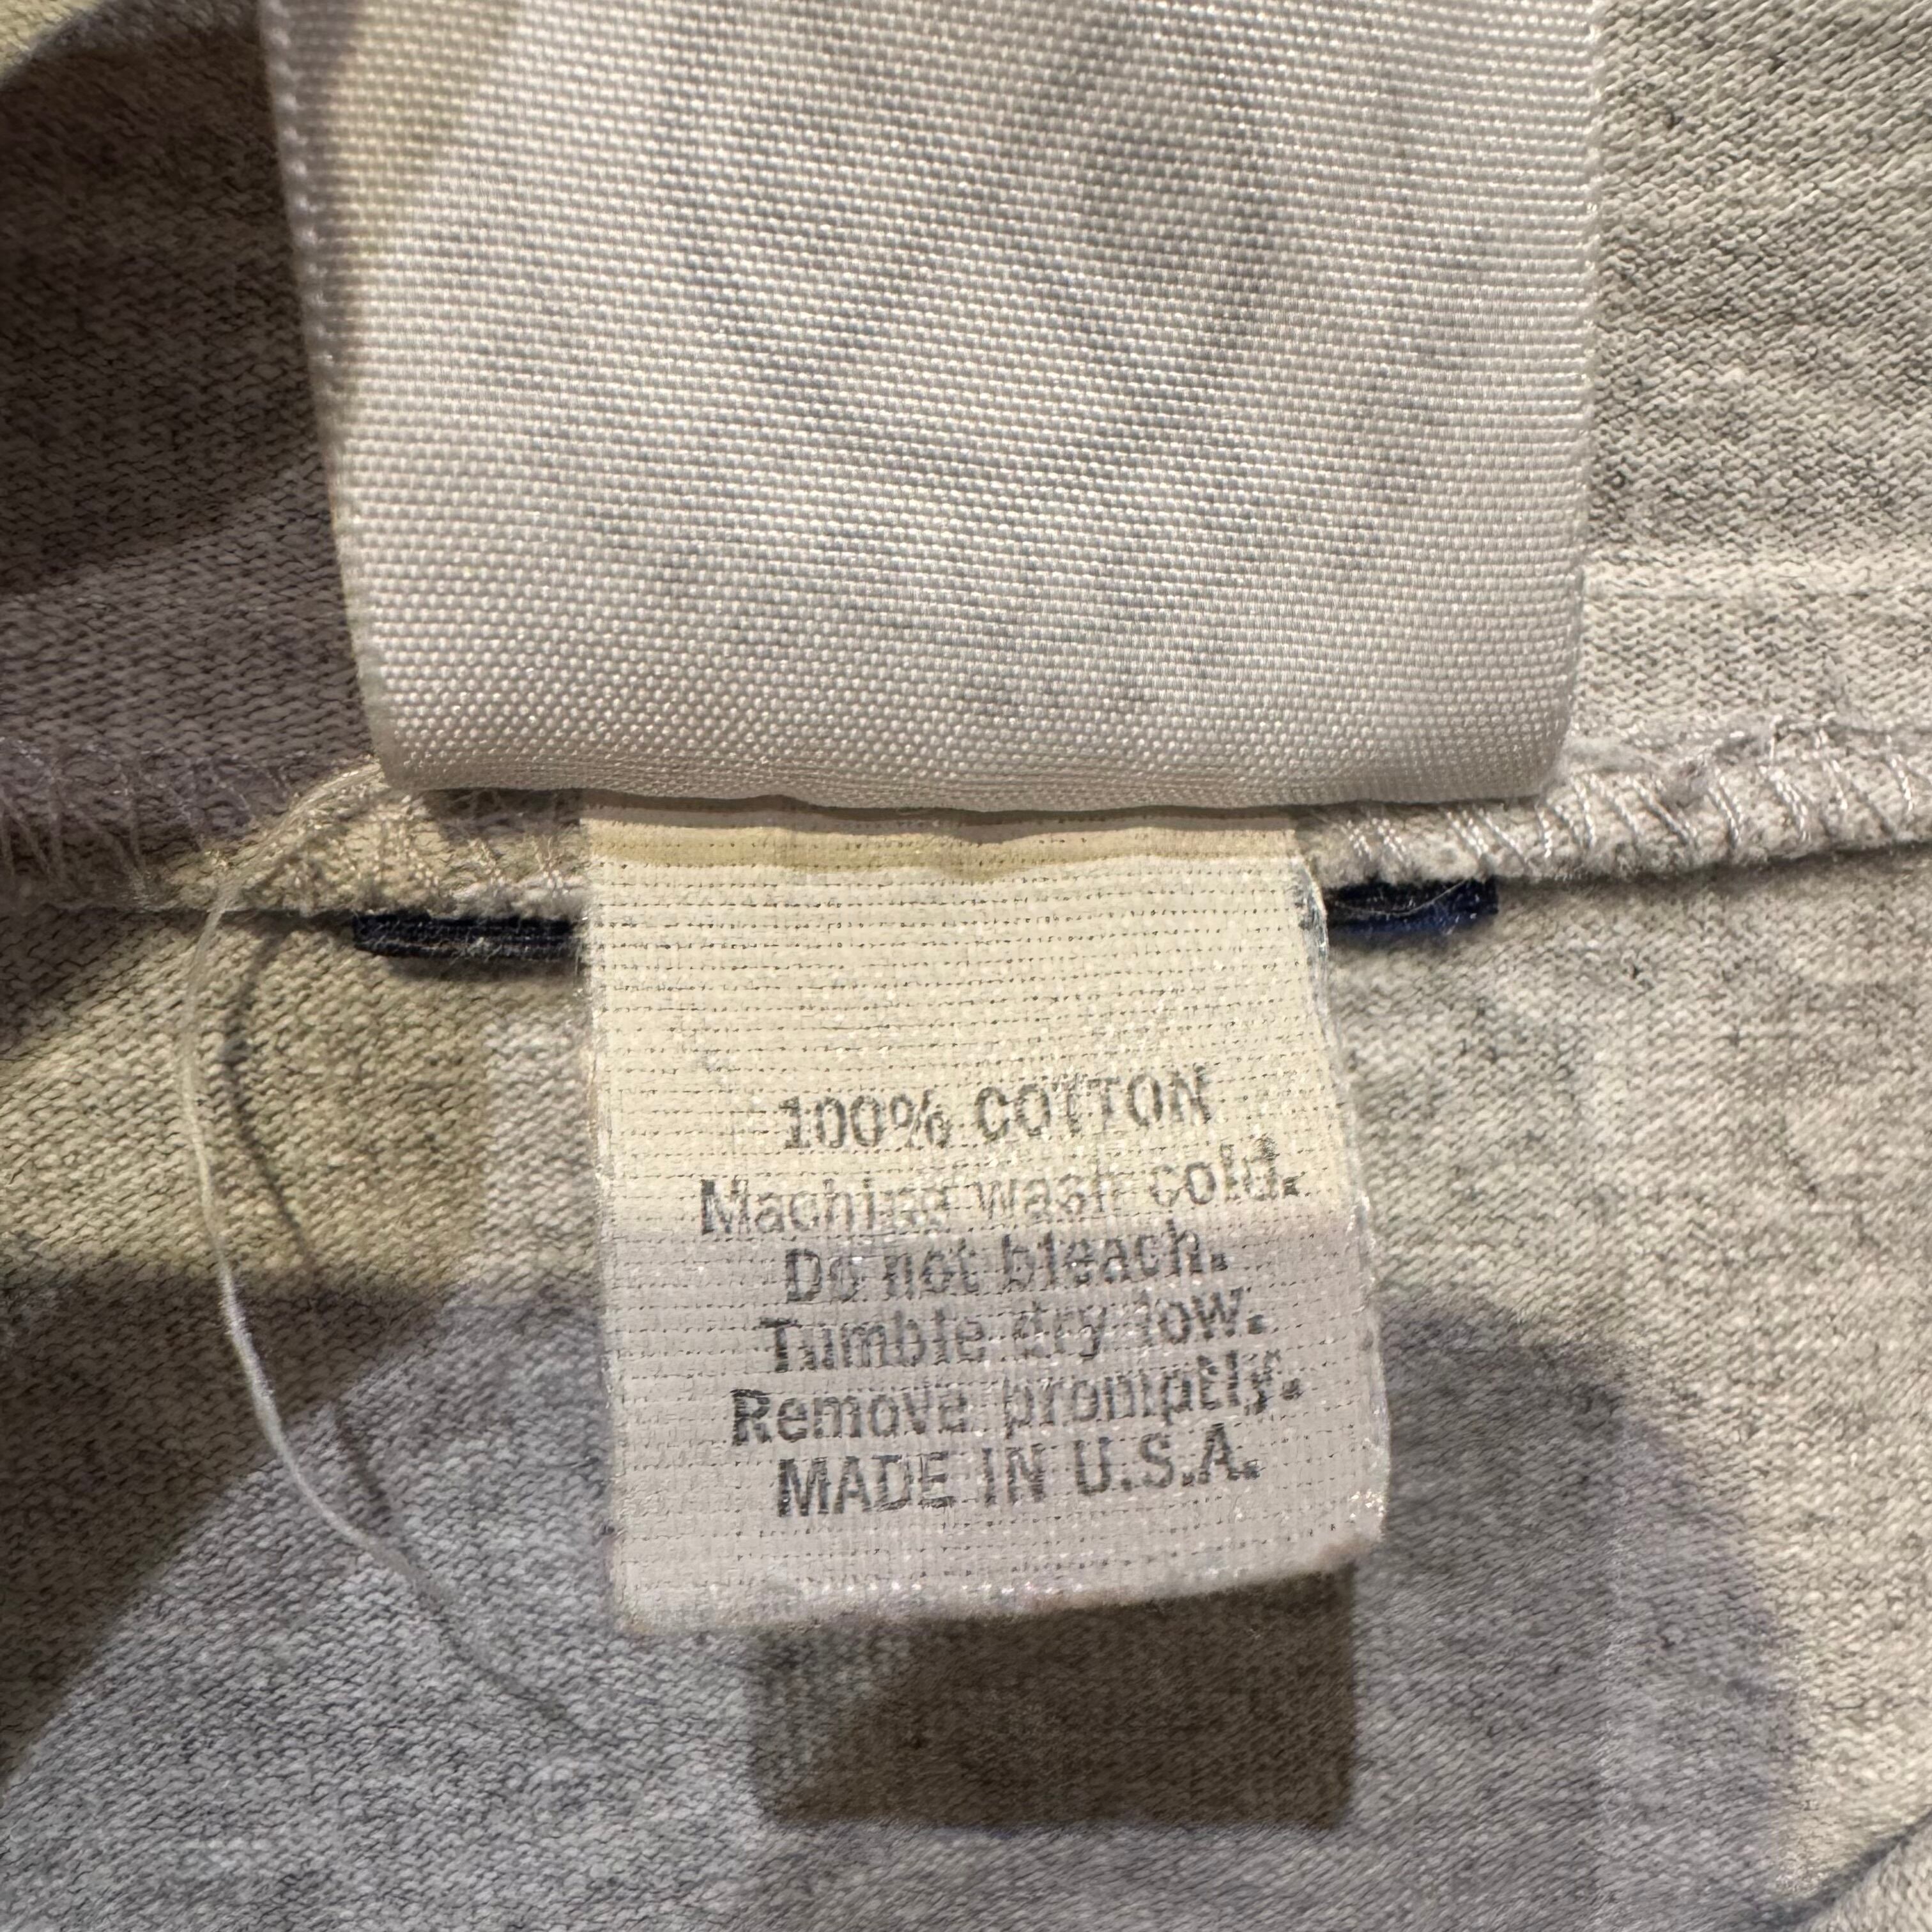 100% COTTON
Machine wash cold.
Do not bleach.
Tumble dry low.
Remove promptly.
MADE IN U.S.A.